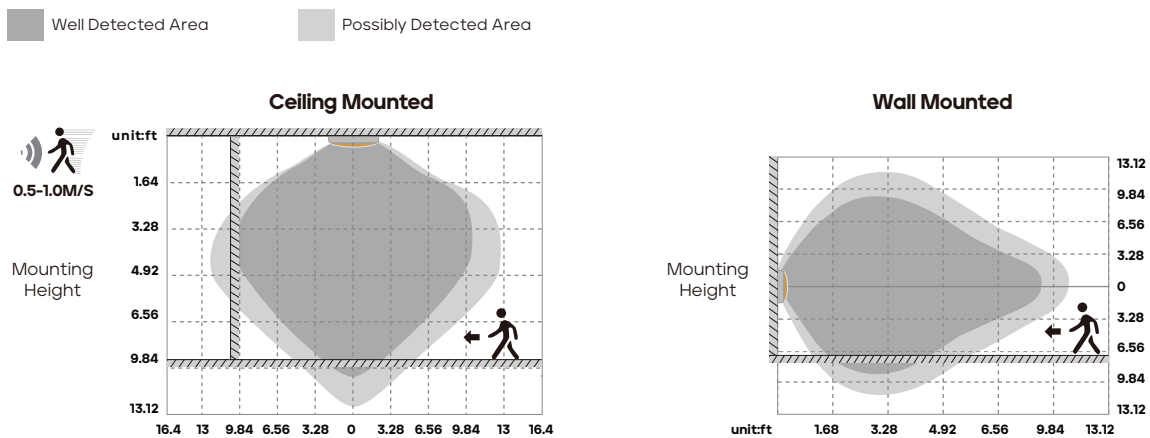 Well Detected Area
Possibly Detected Area
Ceiling Mounted
Wall Mounted
unit:ft
0.5-1.0M/S
1.64
3.28
4.92
6.56
9.84
13.12
Mounting
Height
16.4 13 9.84 6.56 3.28 0 3.28 6.56 9.84 13 16.4
Mounting
Height
13.12
9.84
6.56
3.28
0
3.28
6.56
9.84
13.12
unit:ft 1.68 3.28 4.92 6.56 9.84 13.12